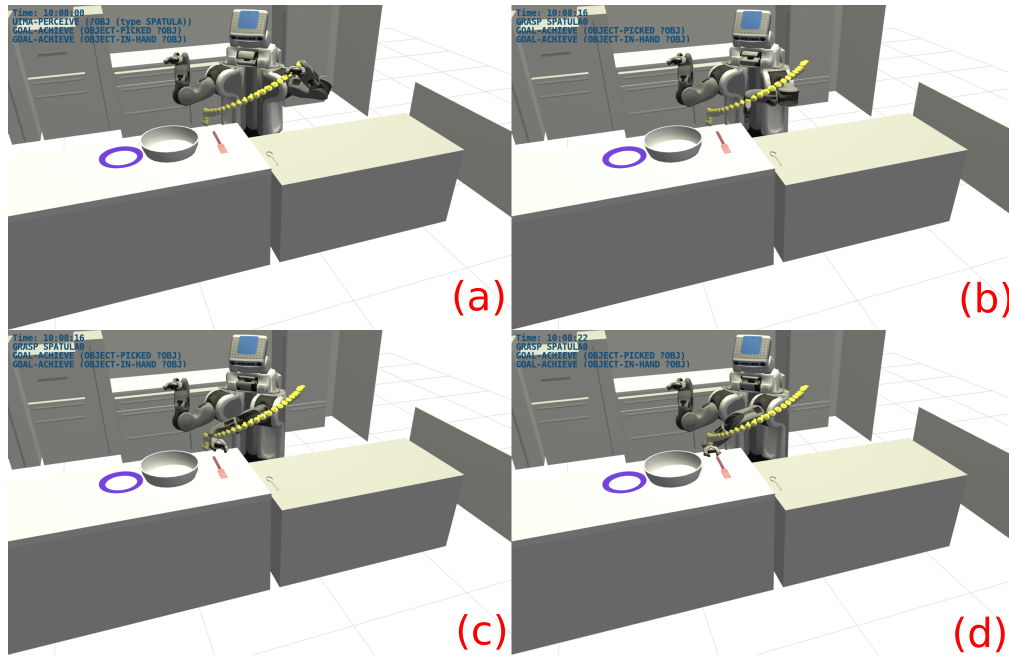 Time: 10:08:00
UIMA-PERCEIVE (?OBJ (type SPATULA))
GOAL-ACHIEVE (OBJECT-PICKED ?OBJ)
GOAL-ACHIEVE (OBJECT-IN-HAND ?OBJ)
(a)
Time: 10:08:16
GRASP SPATULA0
GOAL-ACHIEVE (OBJECT-PICKED ?OBJ)
GOAL-ACHIEVE (OBJECT-IN-HAND ?OBJ)
(b)
Time: 10:08:16
GRASP SPATULA0
GOAL-ACHIEVE (OBJECT-PICKED ?OBJ)
GOAL-ACHIEVE (OBJECT-IN-HAND ?OBJ)
(c)
Time: 10:08:22
GRASP SPATULA0
GOAL-ACHIEVE (OBJECT-PICKED ?OBJ)
GOAL-ACHIEVE (OBJECT-IN-HAND ?OBJ)
(d)